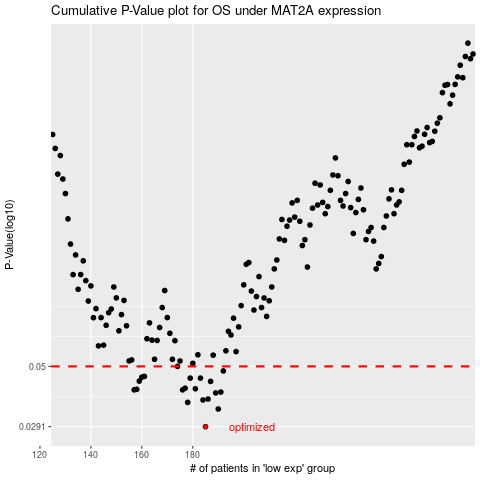 Cumulative P-Value plot for OS under MAT2A expression
P-Value(log10)
0.05
0.0291
optimized
120 140 160 180
# of patients in 'low exp' group